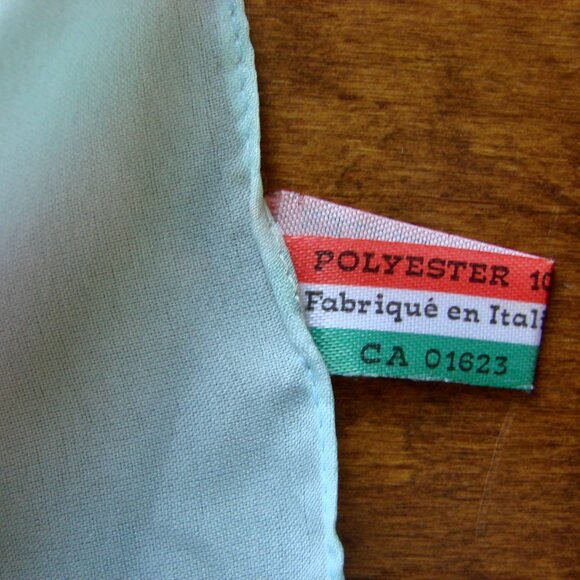 POLYESTER 10
Fabriqué en Itali
CA 01623